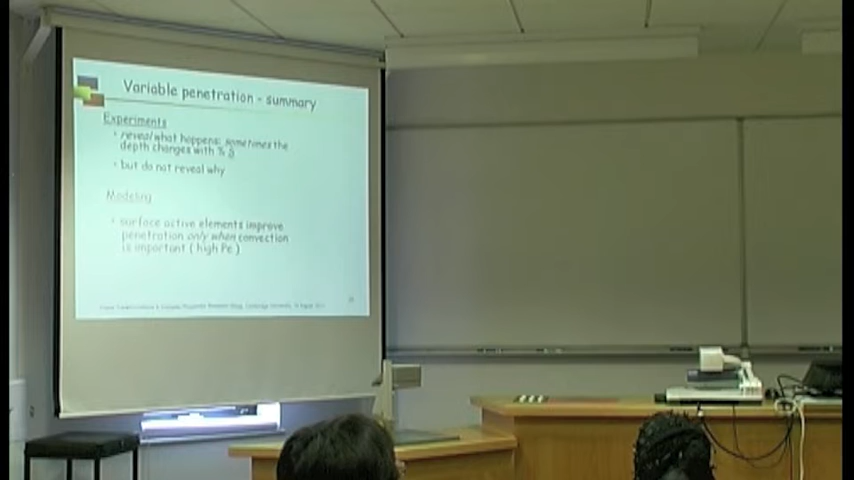 Variable penetration - summary
Experiments
• reveal what happens: sometimes the
depth changes with % S
• but do not reveal why
Modeling
• surface active elements improve
penetration only when convection
is important ( high Pe )